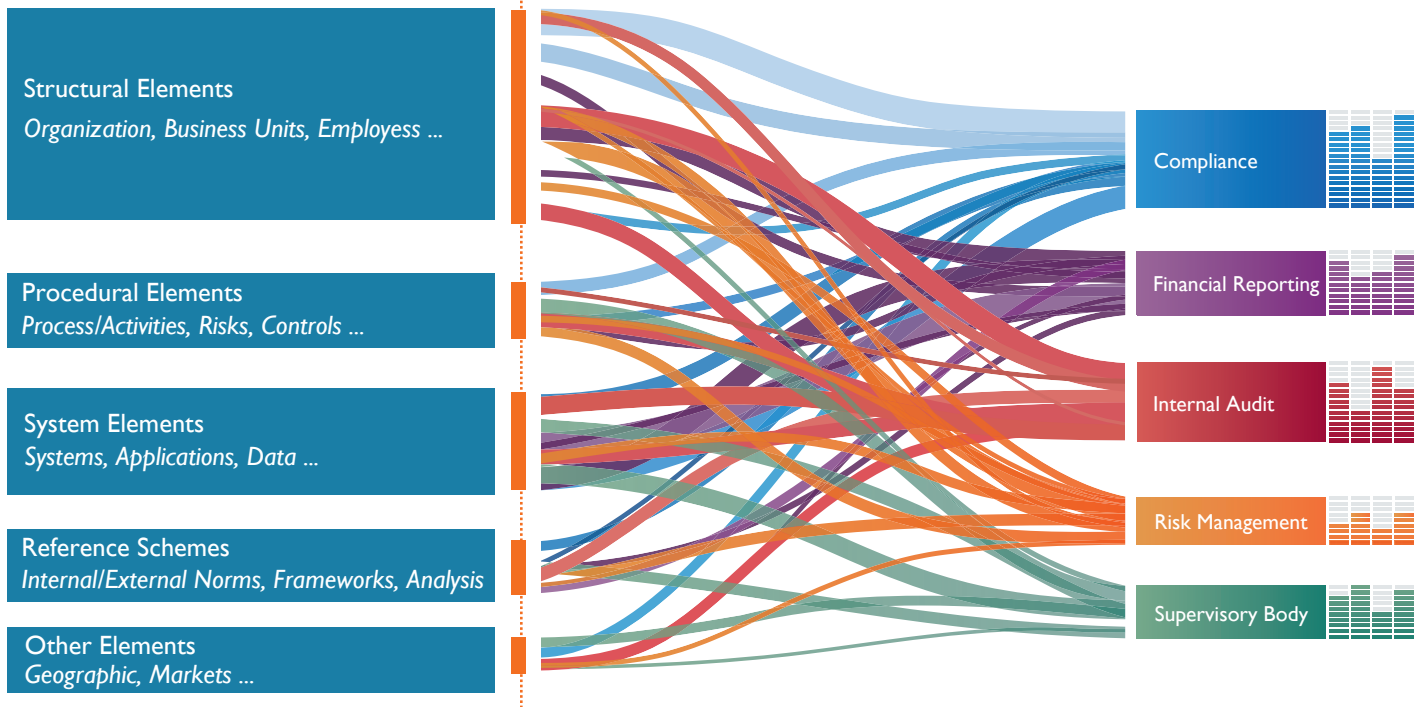 Structural Elements
Organization, Business Units, Employess ...
Procedural Elements
Process/Activities, Risks, Controls ...
System Elements
Systems, Applications, Data ...
Reference Schemes
Internal/External Norms, Frameworks, Analysis
Other Elements
Geographic, Markets ...
Compliance
Financial Reporting
Internal Audit
Risk Management
Supervisory Body